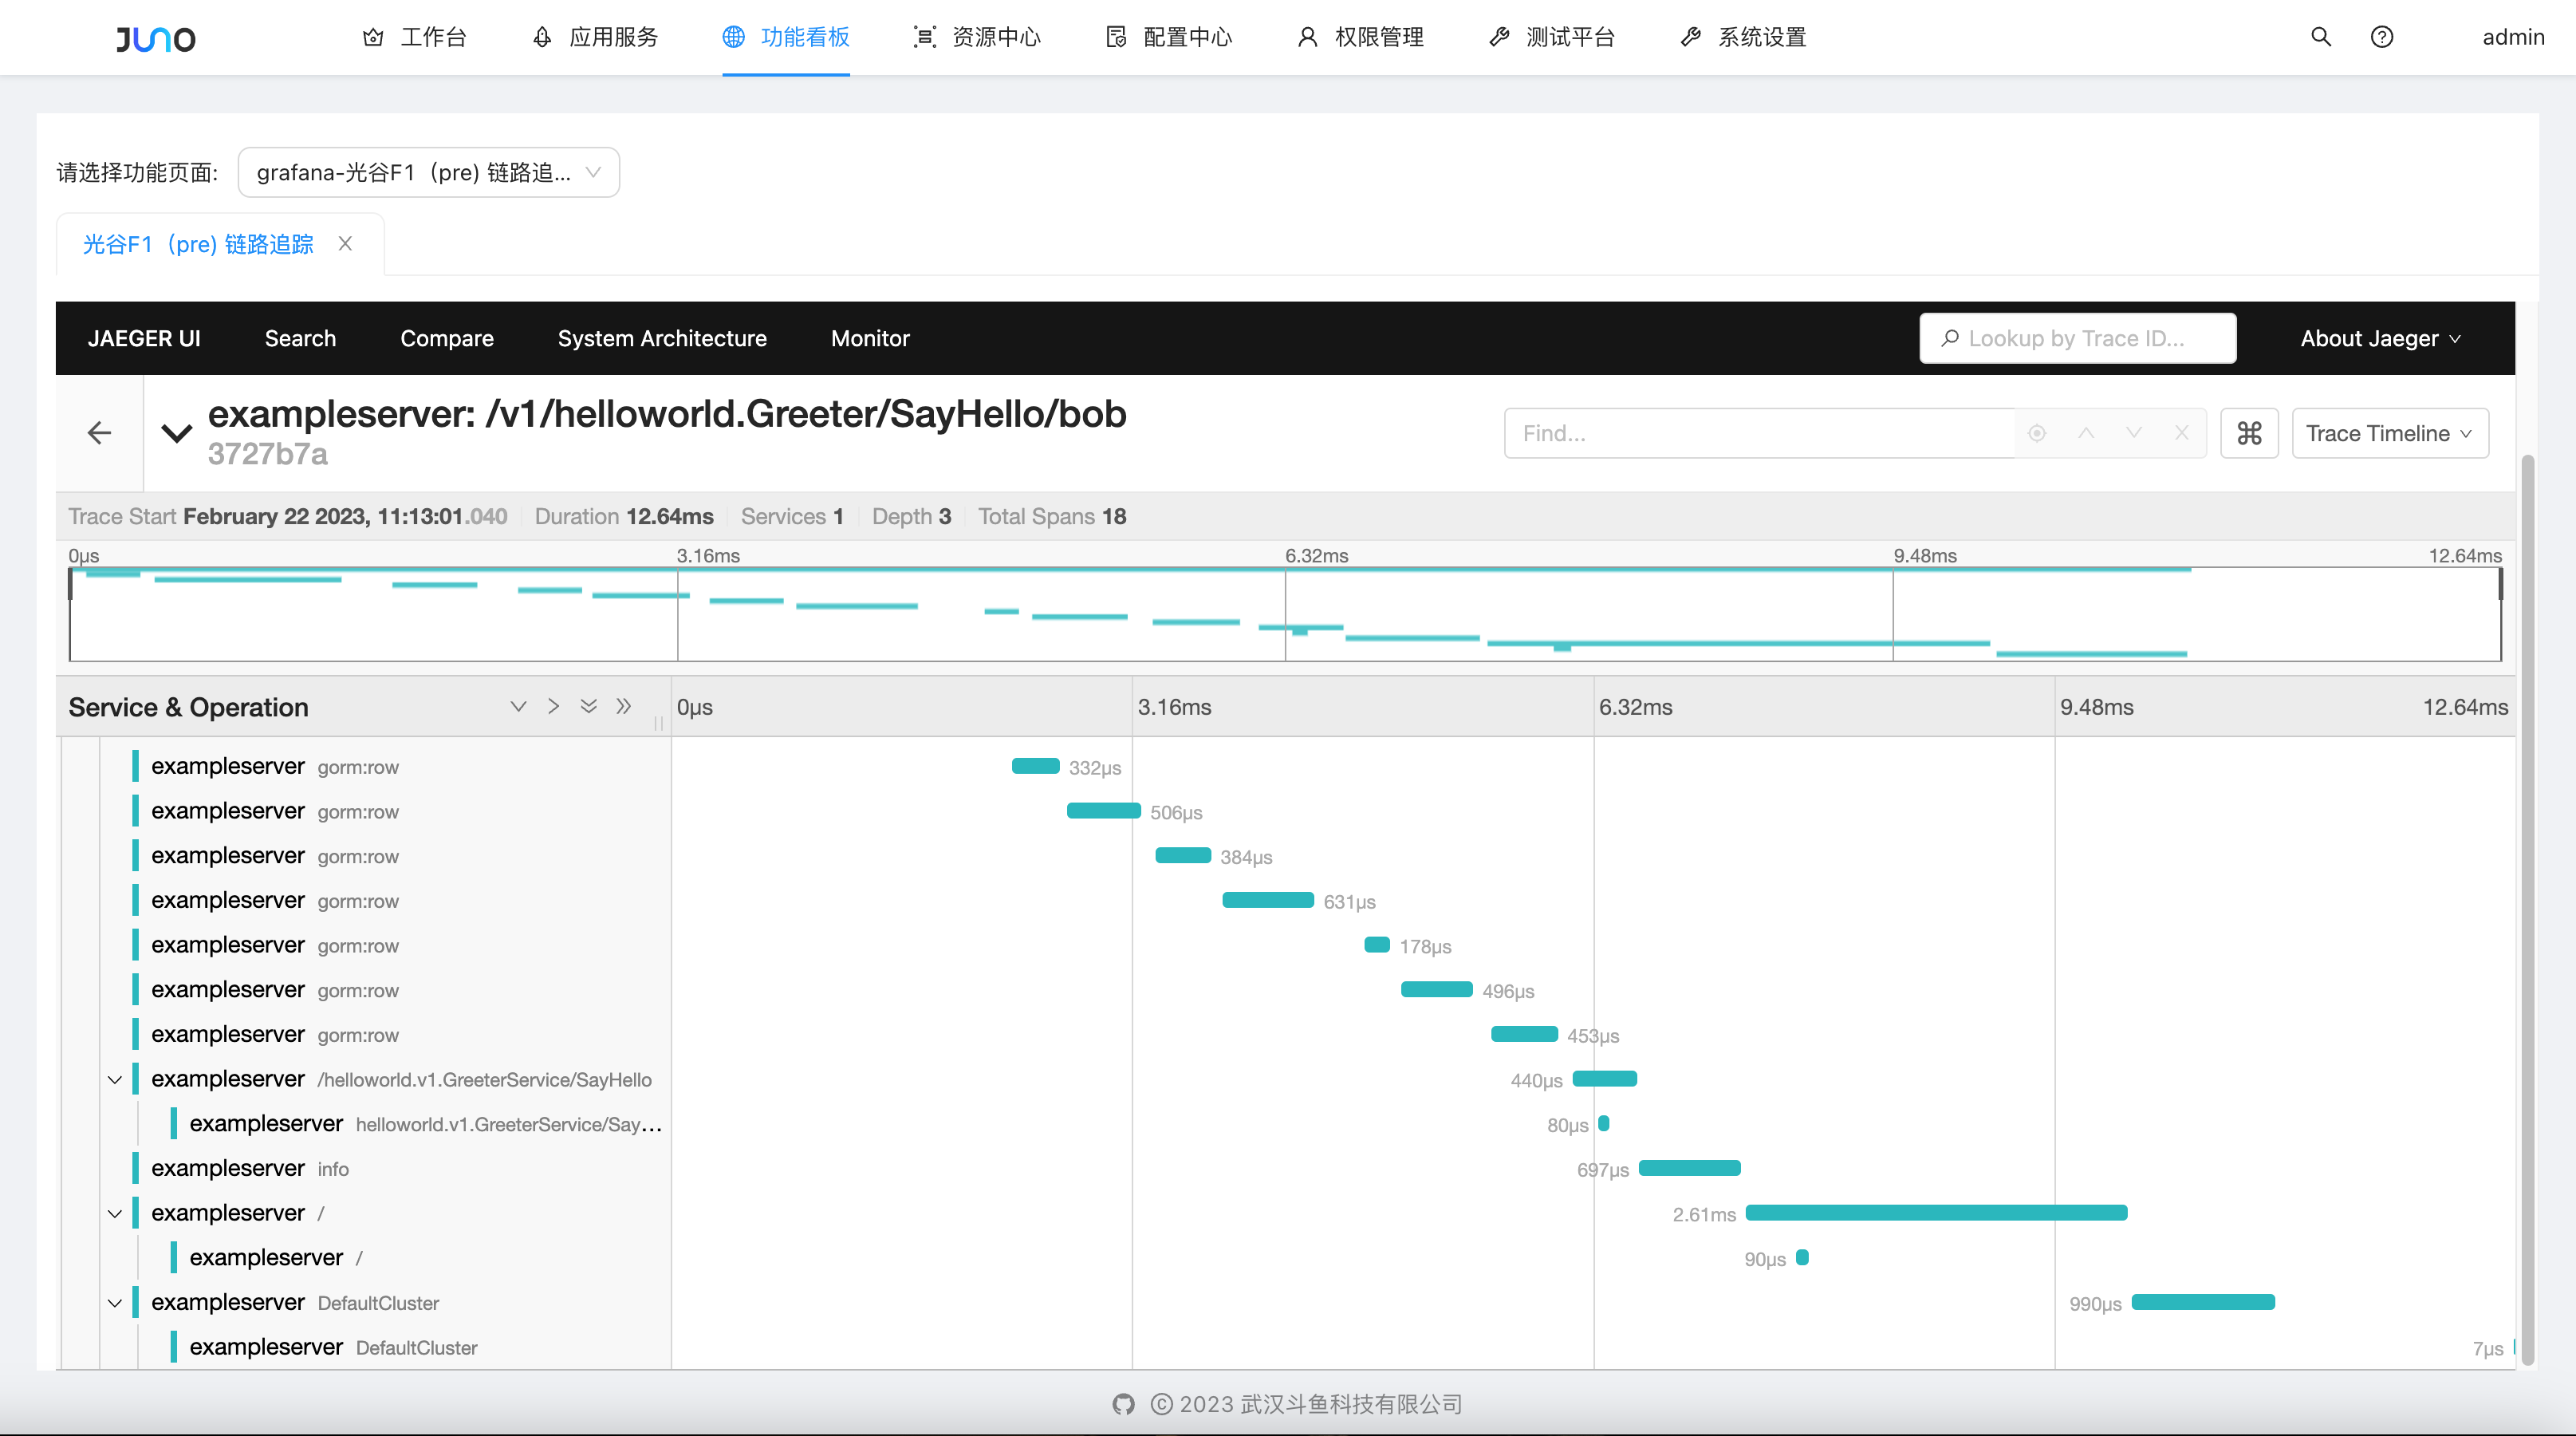 JUNO 工作台 应用服务 功能看板 资源中心 配置中心 权限管理 测试平台 系统设置 admin
请选择功能页面: grafana-光谷F1（pre) 链路追...
光谷F1（pre) 链路追踪
JAEGER UI Search Compare System Architecture Monitor Lookup by Trace ID... About Jaeger
exampleserver: /v1/helloworld.Greeter/SayHello/bob
3727b7a
Find... ⌘ Trace Timeline
Trace Start February 22 2023, 11:13:01.040 Duration 12.64ms Services 1 Depth 3 Total Spans 18
0μs 3.16ms 6.32ms 9.48ms 12.64ms
Service & Operation 0μs 3.16ms 6.32ms 9.48ms 12.64ms
exampleserver gorm:row 332μs
exampleserver gorm:row 506μs
exampleserver gorm:row 384μs
exampleserver gorm:row 631μs
exampleserver gorm:row 178μs
exampleserver gorm:row 496μs
exampleserver gorm:row 453μs
exampleserver /helloworld.v1.GreeterService/SayHello 440μs
exampleserver helloworld.v1.GreeterService/Say... 80μs
exampleserver info 697μs
exampleserver / 2.61ms
exampleserver / 90μs
exampleserver DefaultCluster 990μs
exampleserver DefaultCluster 7μs
© 2023 武汉斗鱼科技有限公司